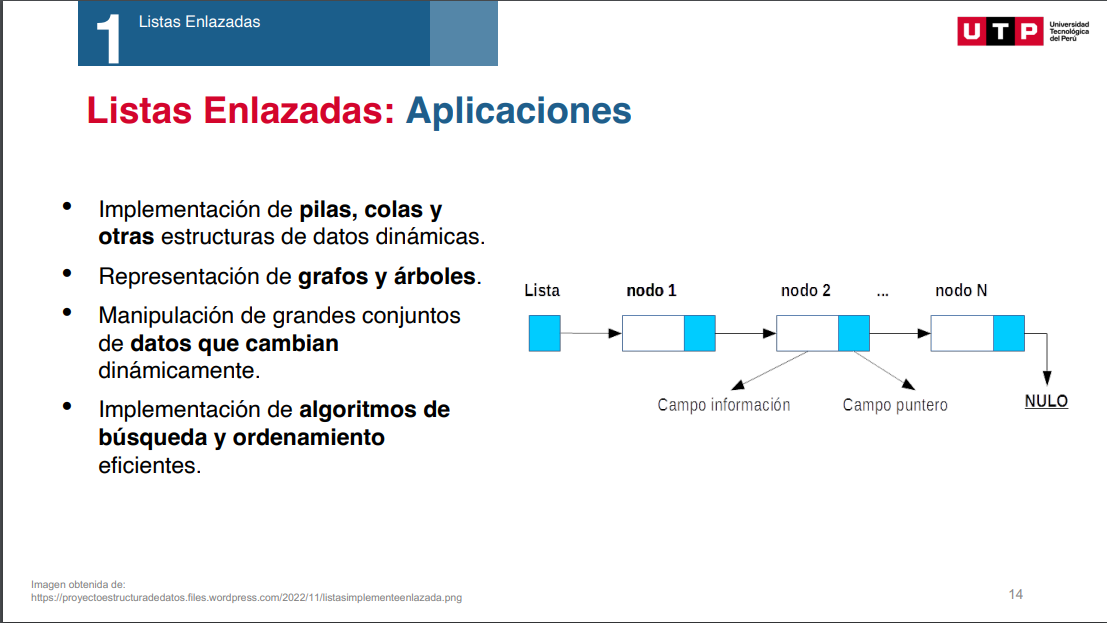 1
Listas Enlazadas
UTP
Universidad
Tecnológica
del Perú
Listas Enlazadas: Aplicaciones
• Implementación de pilas, colas y
otras estructuras de datos dinámicas.
• Representación de grafos y árboles.
• Manipulación de grandes conjuntos
de datos que cambian
dinámicamente.
• Implementación de algoritmos de
búsqueda y ordenamiento
eficientes.
Lista nodo 1 nodo 2 ... nodo N
Campo información Campo puntero NULO
Imagen obtenida de:
https://proyectoestructuradedatos.files.wordpress.com/2022/11/listasimplementeenlazada.png
14